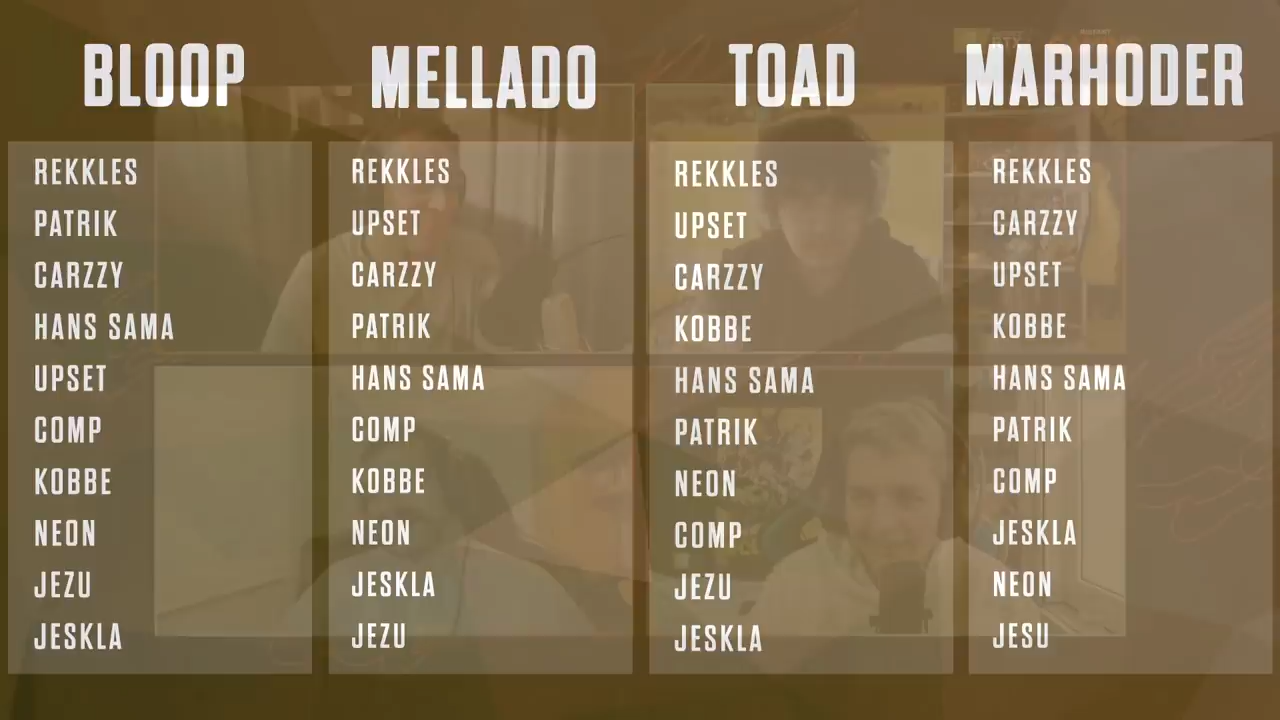 BLOOP
REKKLES
PATRIK
CARZZY
HANS SAMA
UPSET
COMP
KOBBE
NEON
JEZU
JESKLA
MELLADO
REKKLES
UPSET
CARZZY
PATRIK
HANS SAMA
COMP
KOBBE
NEON
JESKLA
JEZU
TOAD
REKKLES
UPSET
CARZZY
KOBBE
HANS SAMA
PATRIK
NEON
COMP
JEZU
JESKLA
MARHODER
REKKLES
CARZZY
UPSET
KOBBE
HANS SAMA
PATRIK
COMP
JESKLA
NEON
JESU